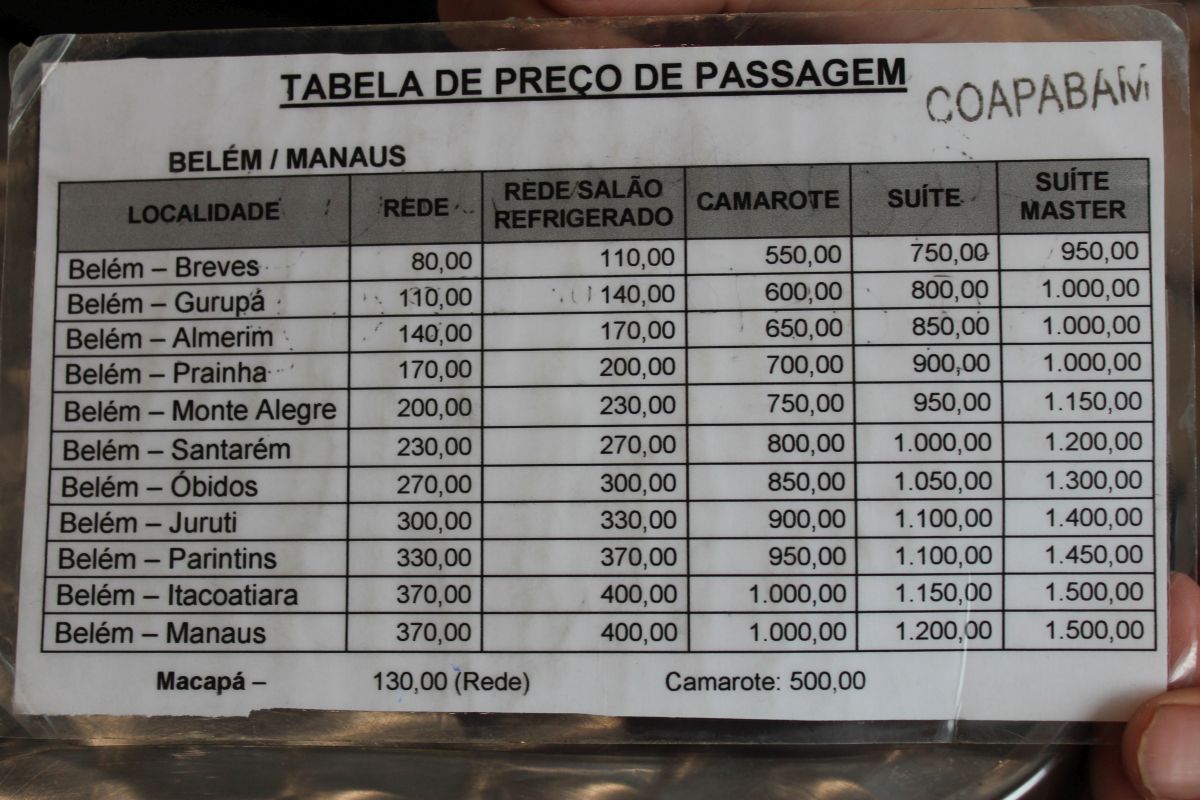 TABELA DE PREÇO DE PASSAGEM
COAPABAM
BELÉM / MANAUS
LOCALIDADE REDE REDE/SALÃO REFRIGERADO CAMAROTE SUÍTE SUÍTE MASTER
Belém – Breves 80,00 110,00 550,00 750,00 950,00
Belém – Gurupá 110,00 140,00 600,00 800,00 1.000,00
Belém – Almerim 140,00 170,00 650,00 850,00 1.000,00
Belém – Prainha 170,00 200,00 700,00 900,00 1.000,00
Belém – Monte Alegre 200,00 230,00 750,00 950,00 1.150,00
Belém – Santarém 230,00 270,00 800,00 1.000,00 1.200,00
Belém – Óbidos 270,00 300,00 850,00 1.050,00 1.300,00
Belém – Juruti 300,00 330,00 900,00 1.100,00 1.400,00
Belém – Parintins 330,00 370,00 950,00 1.100,00 1.450,00
Belém – Itacoatiara 370,00 400,00 1.000,00 1.150,00 1.500,00
Belém – Manaus 370,00 400,00 1.000,00 1.200,00 1.500,00
Macapá – 130,00 (Rede) Camarote: 500,00